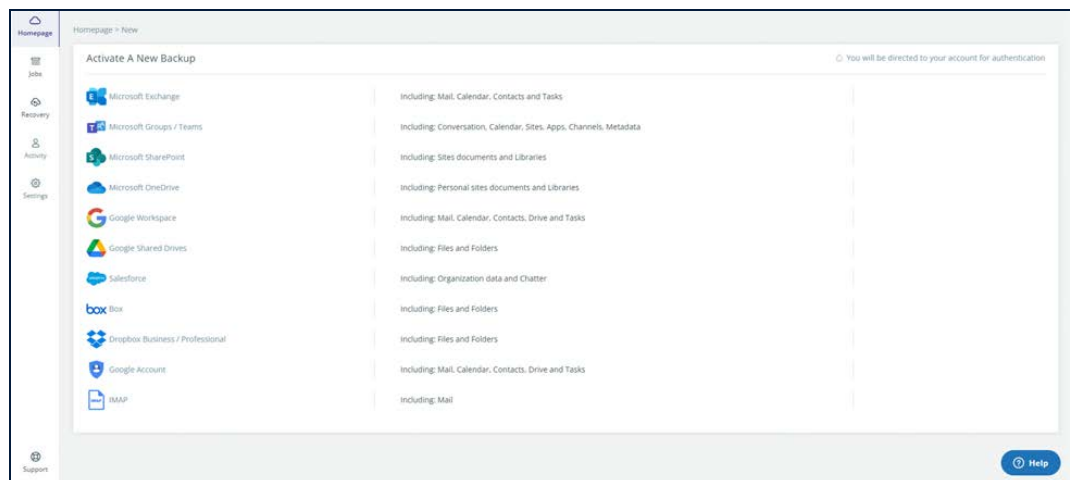 Homepage
Jobs
Recovery
Activity
Settings
Support
Homepage > New
Activate A New Backup
You will be directed to your account for authentication
Microsoft Exchange Including: Mail, Calendar, Contacts and Tasks
Microsoft Groups / Teams Including: Conversation, Calendar, Sites, Apps, Channels, Metadata
Microsoft SharePoint Including: Sites documents and Libraries
Microsoft OneDrive Including: Personal sites documents and Libraries
Google Workspace Including: Mail, Calendar, Contacts, Drive and Tasks
Google Shared Drives Including: Files and Folders
Salesforce Including: Organization data and Chatter
box Box Including: Files and Folders
Dropbox Business / Professional Including: Files and Folders
Google Account Including: Mail, Calendar, Contacts, Drive and Tasks
IMAP Including: Mail
Help